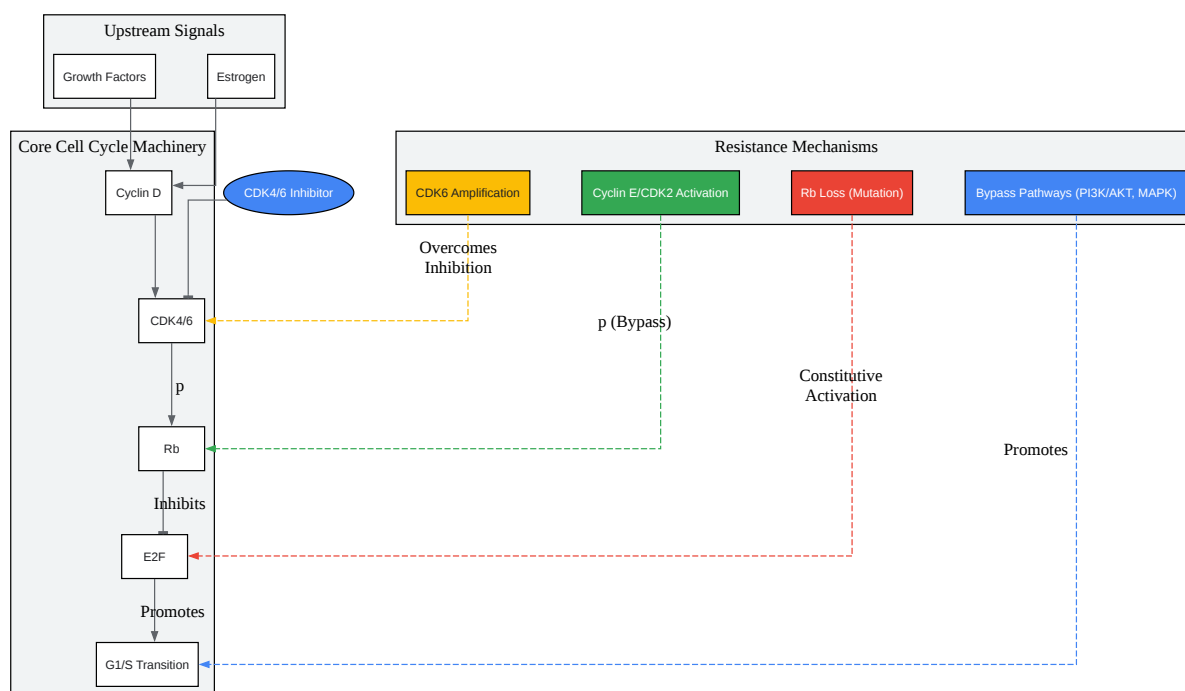 Upstream Signals
Growth Factors
Estrogen
Core Cell Cycle Machinery
Resistance Mechanisms
Cyclin D
CDK4/6 Inhibitor
CDK6 Amplification
Cyclin E/CDK2 Activation
Rb Loss (Mutation)
Bypass Pathways (PI3K/AKT, MAPK)
Overcomes
Inhibition
CDK4/6
p (Bypass)
p
Constitutive
Activation
Rb
Promotes
Inhibits
E2F
Promotes
G1/S Transition